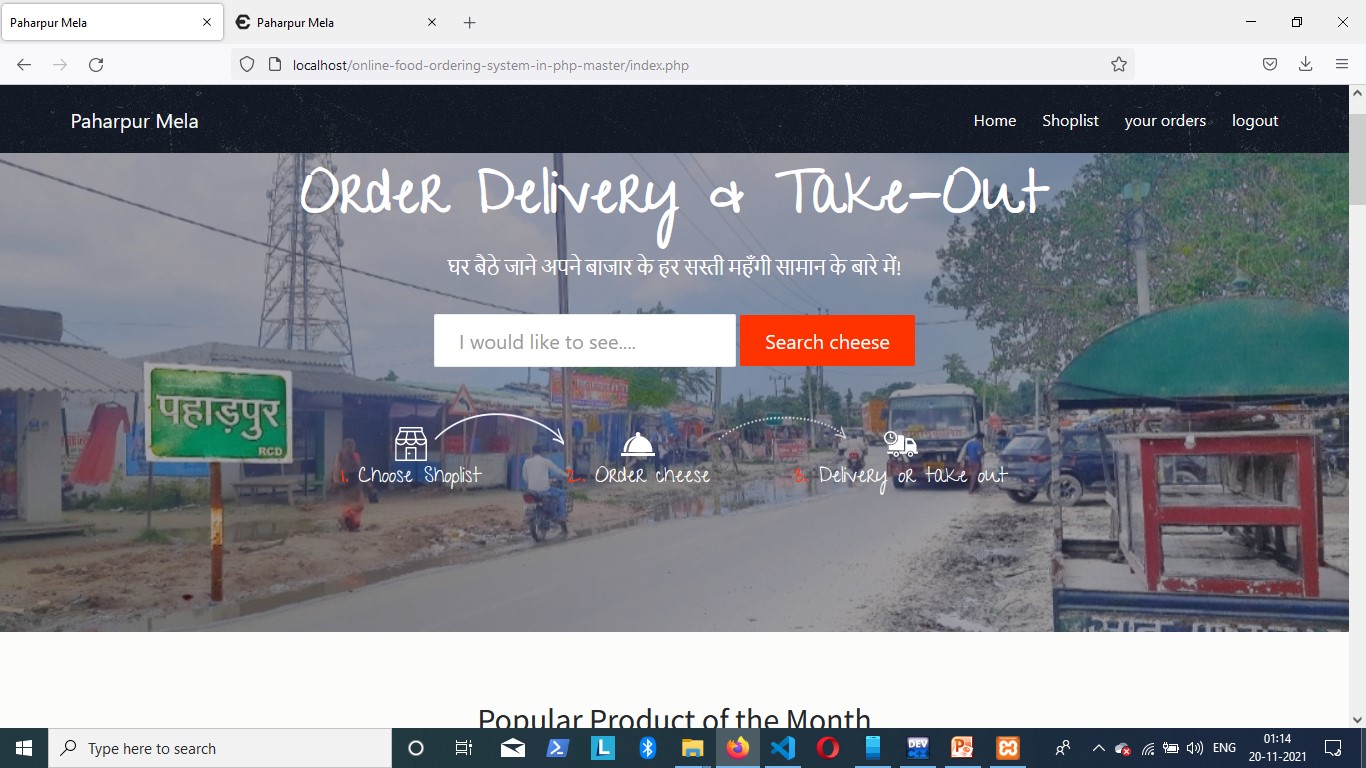 Paharpur Mela
Paharpur Mela
localhost/online-food-ordering-system-in-php-master/index.php
Paharpur Mela
Home Shoplist your orders logout
Order Delivery & Take-Out
घर बैठे जाने अपने बाजार के हर सस्ती महँगी सामान के बारे में!
I would like to see....
Search cheese
पहाड़पुर
RCD
1. Choose Shoplist
2. Order cheese
3. Delivery or take out
Popular Product of the Month
Type here to search
L
DEV
P
ENG
01:14
20-11-2021